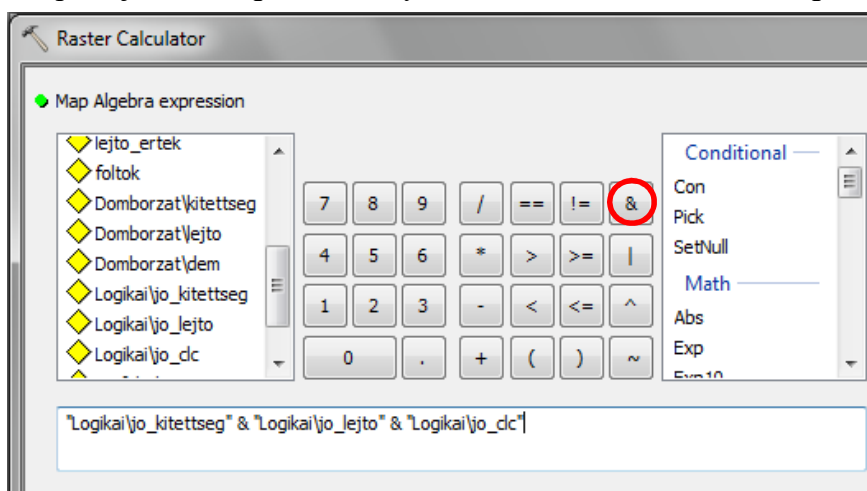 Raster Calculator
Map Algebra expression
lejto_ertek
foltok
Domborzat\kitettseg
Domborzat\lejto
Domborzat\dem
Logikai\jo_kitettseg
Logikai\jo_lejto
Logikai\jo_clc
7 8 9 / == != &
4 5 6 * > >= |
1 2 3 - < <= ^
0 . + ( ) ~
Conditional
Con
Pick
SetNull
Math
Abs
Exp
Exp10
"Logikai\jo_kitettseg" & "Logikai\jo_lejto" & "Logikai\jo_clc"